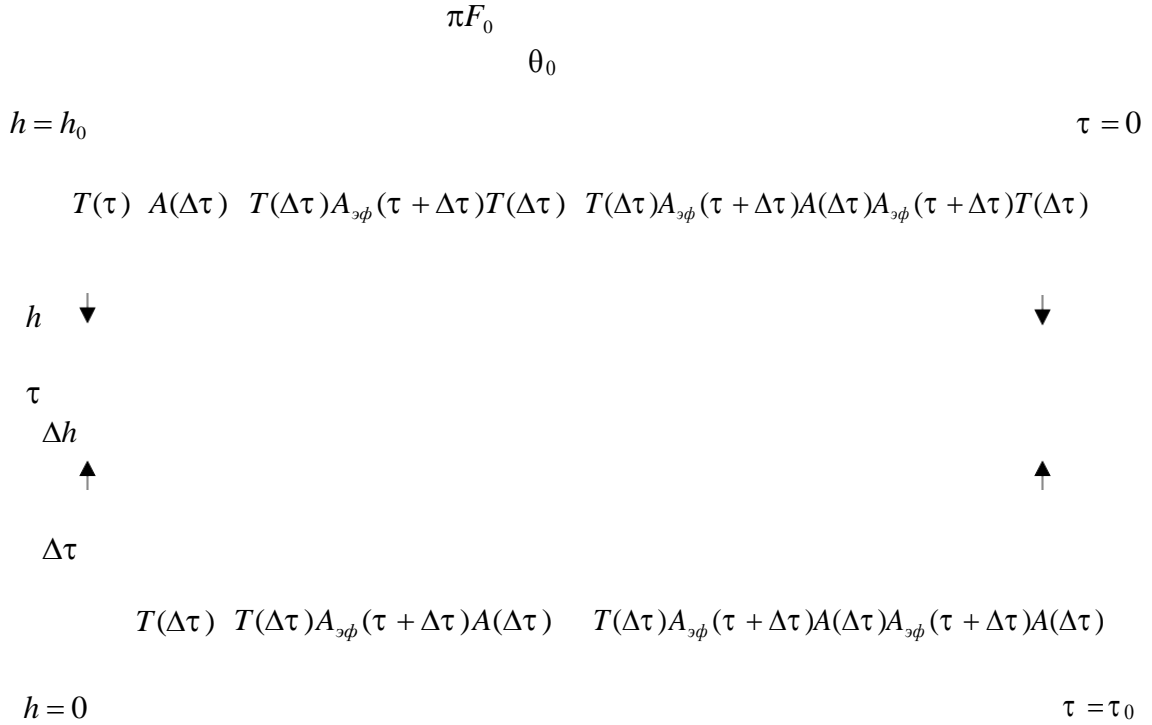 πF₀
θ₀
h = h₀ τ = 0
T(τ) A(Δτ) T(Δτ)A_эф(τ + Δτ)T(Δτ) T(Δτ)A_эф(τ + Δτ)A(Δτ)A_эф(τ + Δτ)T(Δτ)
h
τ
Δh
Δτ
T(Δτ) T(Δτ)A_эф(τ + Δτ)A(Δτ) T(Δτ)A_эф(τ + Δτ)A(Δτ)A_эф(τ + Δτ)A(Δτ)
h = 0 τ = τ₀